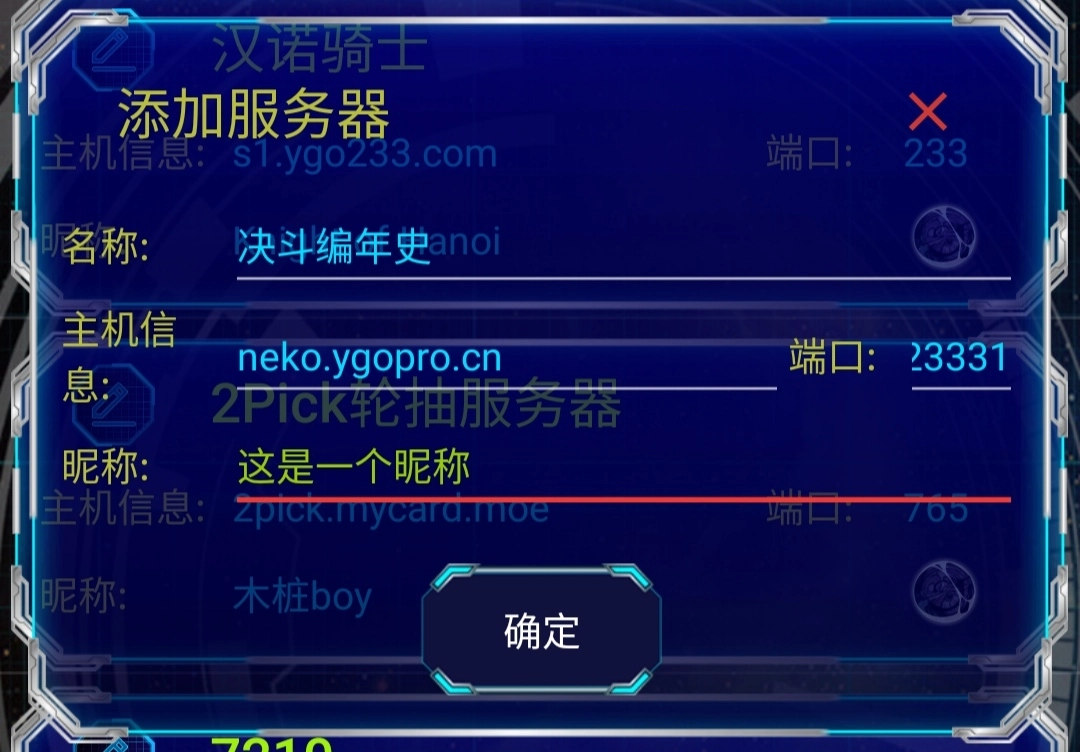 汉诺骑士
添加服务器
主机信息: s1.ygo233.com 端口: 233
名称: 决斗编年史
主机信息: neko.ygopro.cn 端口: 23331
2Pick轮抽服务器
昵称: 这是一个昵称
主机信息: 2pick.mycard.moe 端口: 765
昵称: 木桩boy
确定
7210